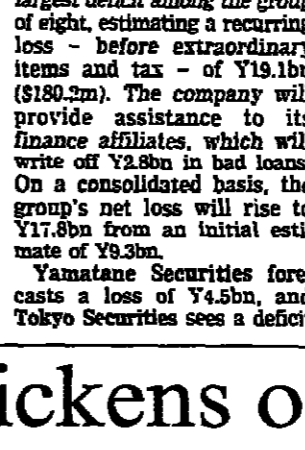 largest deficit among the group
of eight, estimating a recurring
loss – before extraordinary
items and tax – of Y19.1bn
($180.2m). The company will
provide assistance to its
finance affiliates, which will
write off Y2.8bn in bad loans.
On a consolidated basis, the
group's net loss will rise to
Y17.8bn from an initial esti-
mate of Y9.3bn.
Yamatane Securities fore-
casts a loss of Y4.5bn, and
Tokyo Securities sees a deficit
ickens o